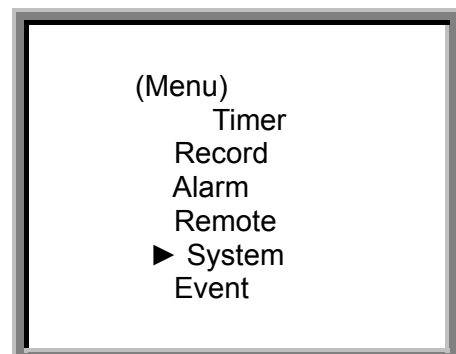 (Menu)
Timer
Record
Alarm
Remote
► System
Event